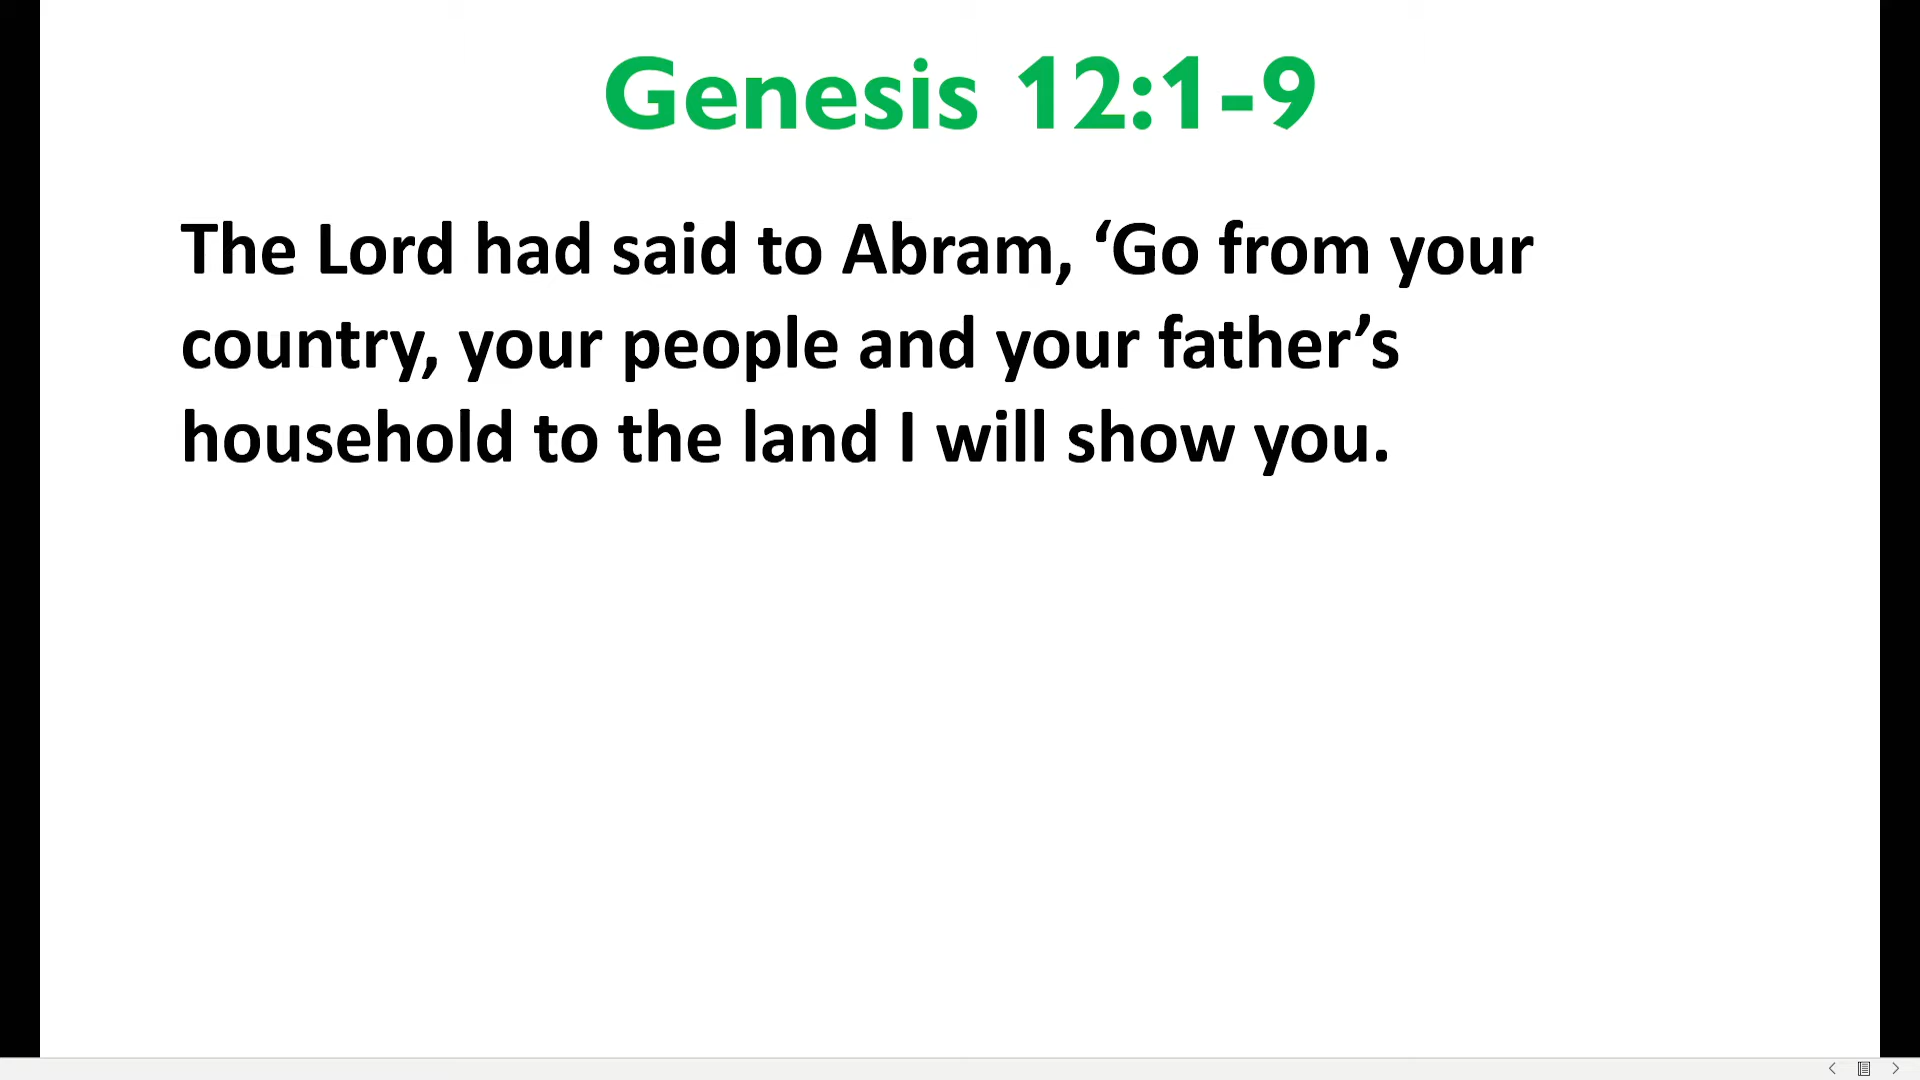 Genesis 12:1-9
The Lord had said to Abram, ‘Go from your
country, your people and your father’s
household to the land I will show you.